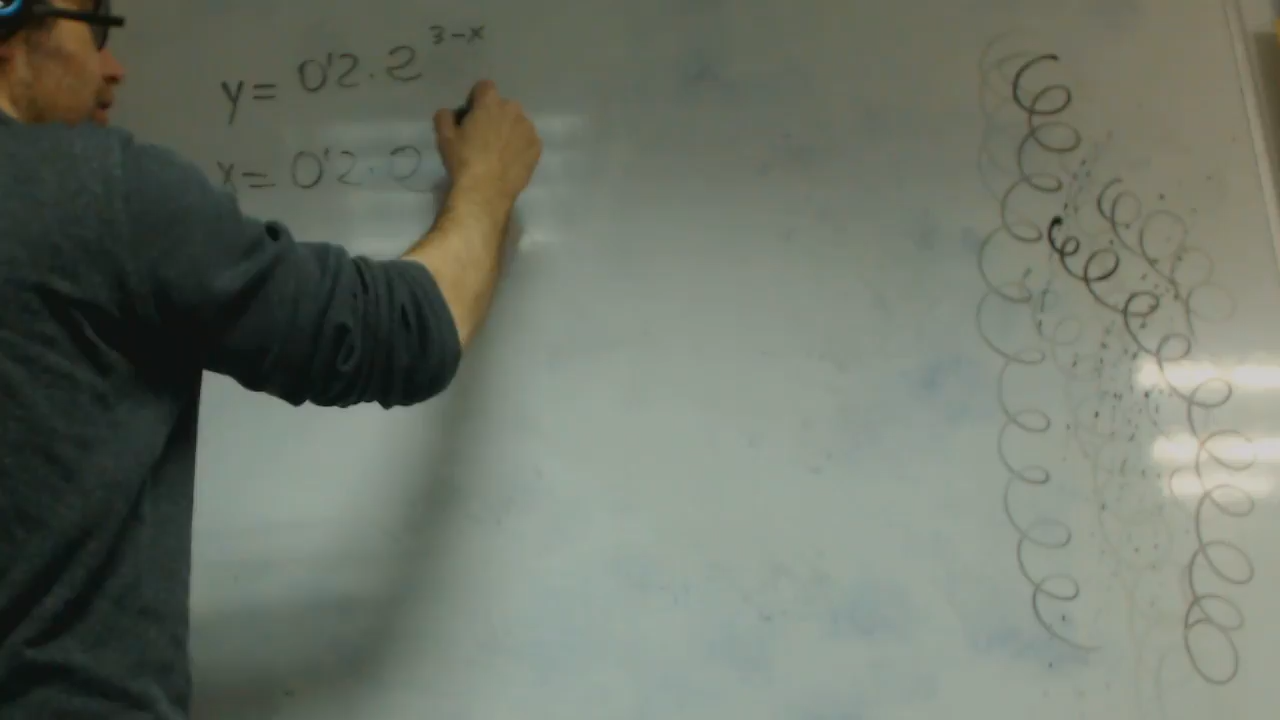 y = 0'2 · 2^{3-x}
x = 0'2 · 2